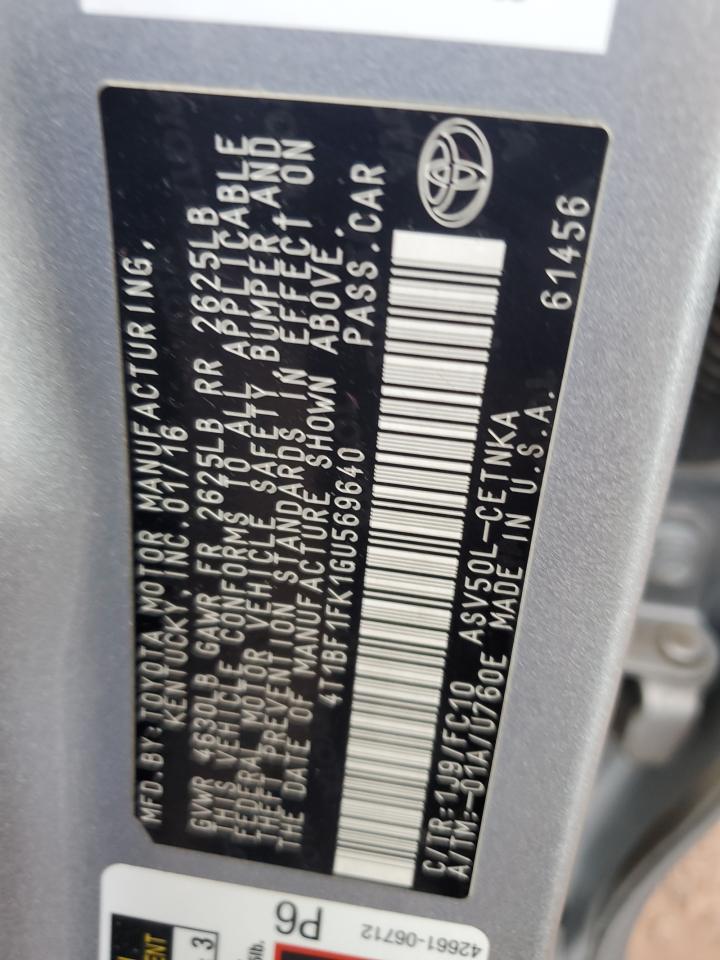 MFD.BY:TOYOTA MOTOR MANUFACTURING,
KENTUCKY, INC. 01/16
GVWR 4630LB GAWR FR 2625LB RR 2625LB
THIS VEHICLE CONFORMS TO ALL APPLICABLE
FEDERAL MOTOR VEHICLE SAFETY, BUMPER, AND
THEFT PREVENTION STANDARDS IN EFFECT ON
THE DATE OF MANUFACTURE SHOWN ABOVE.
4T1BF1FK1GU569640 PASS.CAR
C/TR:1J9/FC10 ASV50L-CETNKA 61456
A/TM:-01A/U760E MADE IN U.S.A.
P6
42661-06712